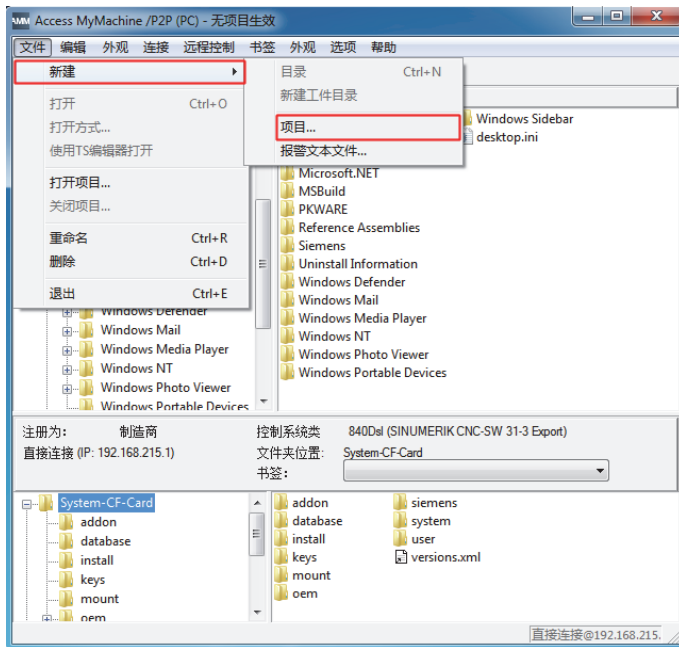 Access MyMachine /P2P (PC) - 无项目生效
文件 编辑 外观 连接 远程控制 书签 外观 选项 帮助
新建
打开 Ctrl+O
打开方式...
使用TS编辑器打开
打开项目...
关闭项目...
重命名 Ctrl+R
删除 Ctrl+D
退出 Ctrl+E
目录 Ctrl+N
新建工件目录
项目...
报警文本文件...
Windows Sidebar
desktop.ini
Microsoft.NET
MSBuild
PKWARE
Reference Assemblies
Siemens
Uninstall Information
Windows Defender
Windows Mail
Windows Media Player
Windows NT
Windows Photo Viewer
Windows Portable Devices
Windows Defender
Windows Mail
Windows Media Player
Windows NT
Windows Photo Viewer
Windows Portable Devices
注册为: 制造商
直接连接 (IP: 192.168.215.1)
控制系统类 840Dsl (SINUMERIK CNC-SW 31-3 Export)
文件夹位置: System-CF-Card
书签:
System-CF-Card
addon
database
install
keys
mount
oem
addon
database
install
keys
mount
oem
siemens
system
user
versions.xml
直接连接@192.168.215.